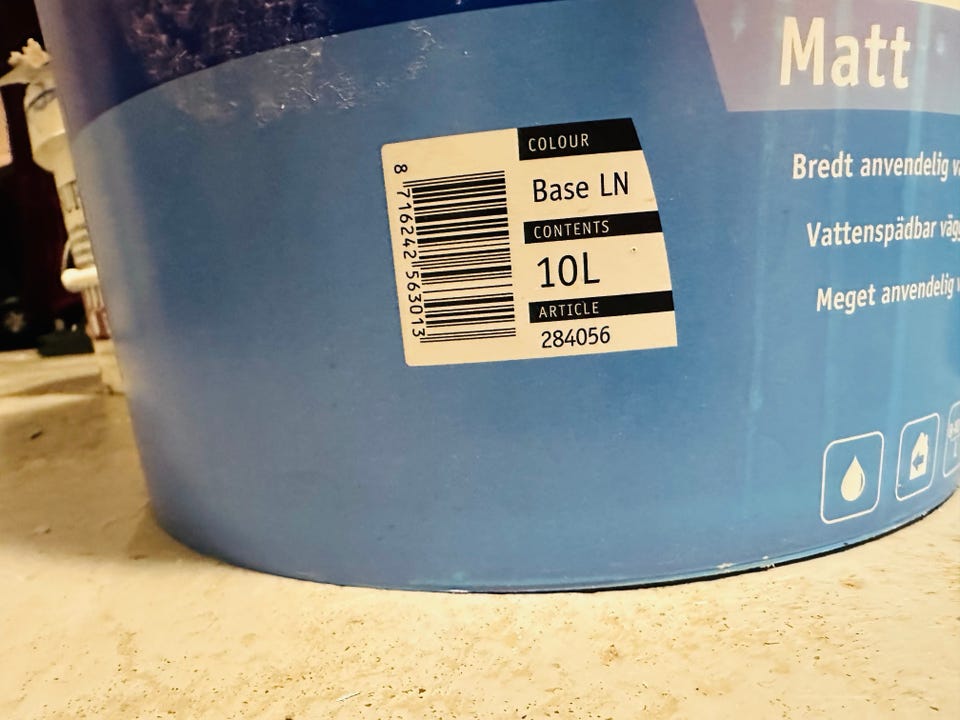 Matt
COLOUR
Base LN
CONTENTS
10L
ARTICLE
284056
8 716242 563013
Bredt anvendelig
Vattenspädbar
Meget anvendelig